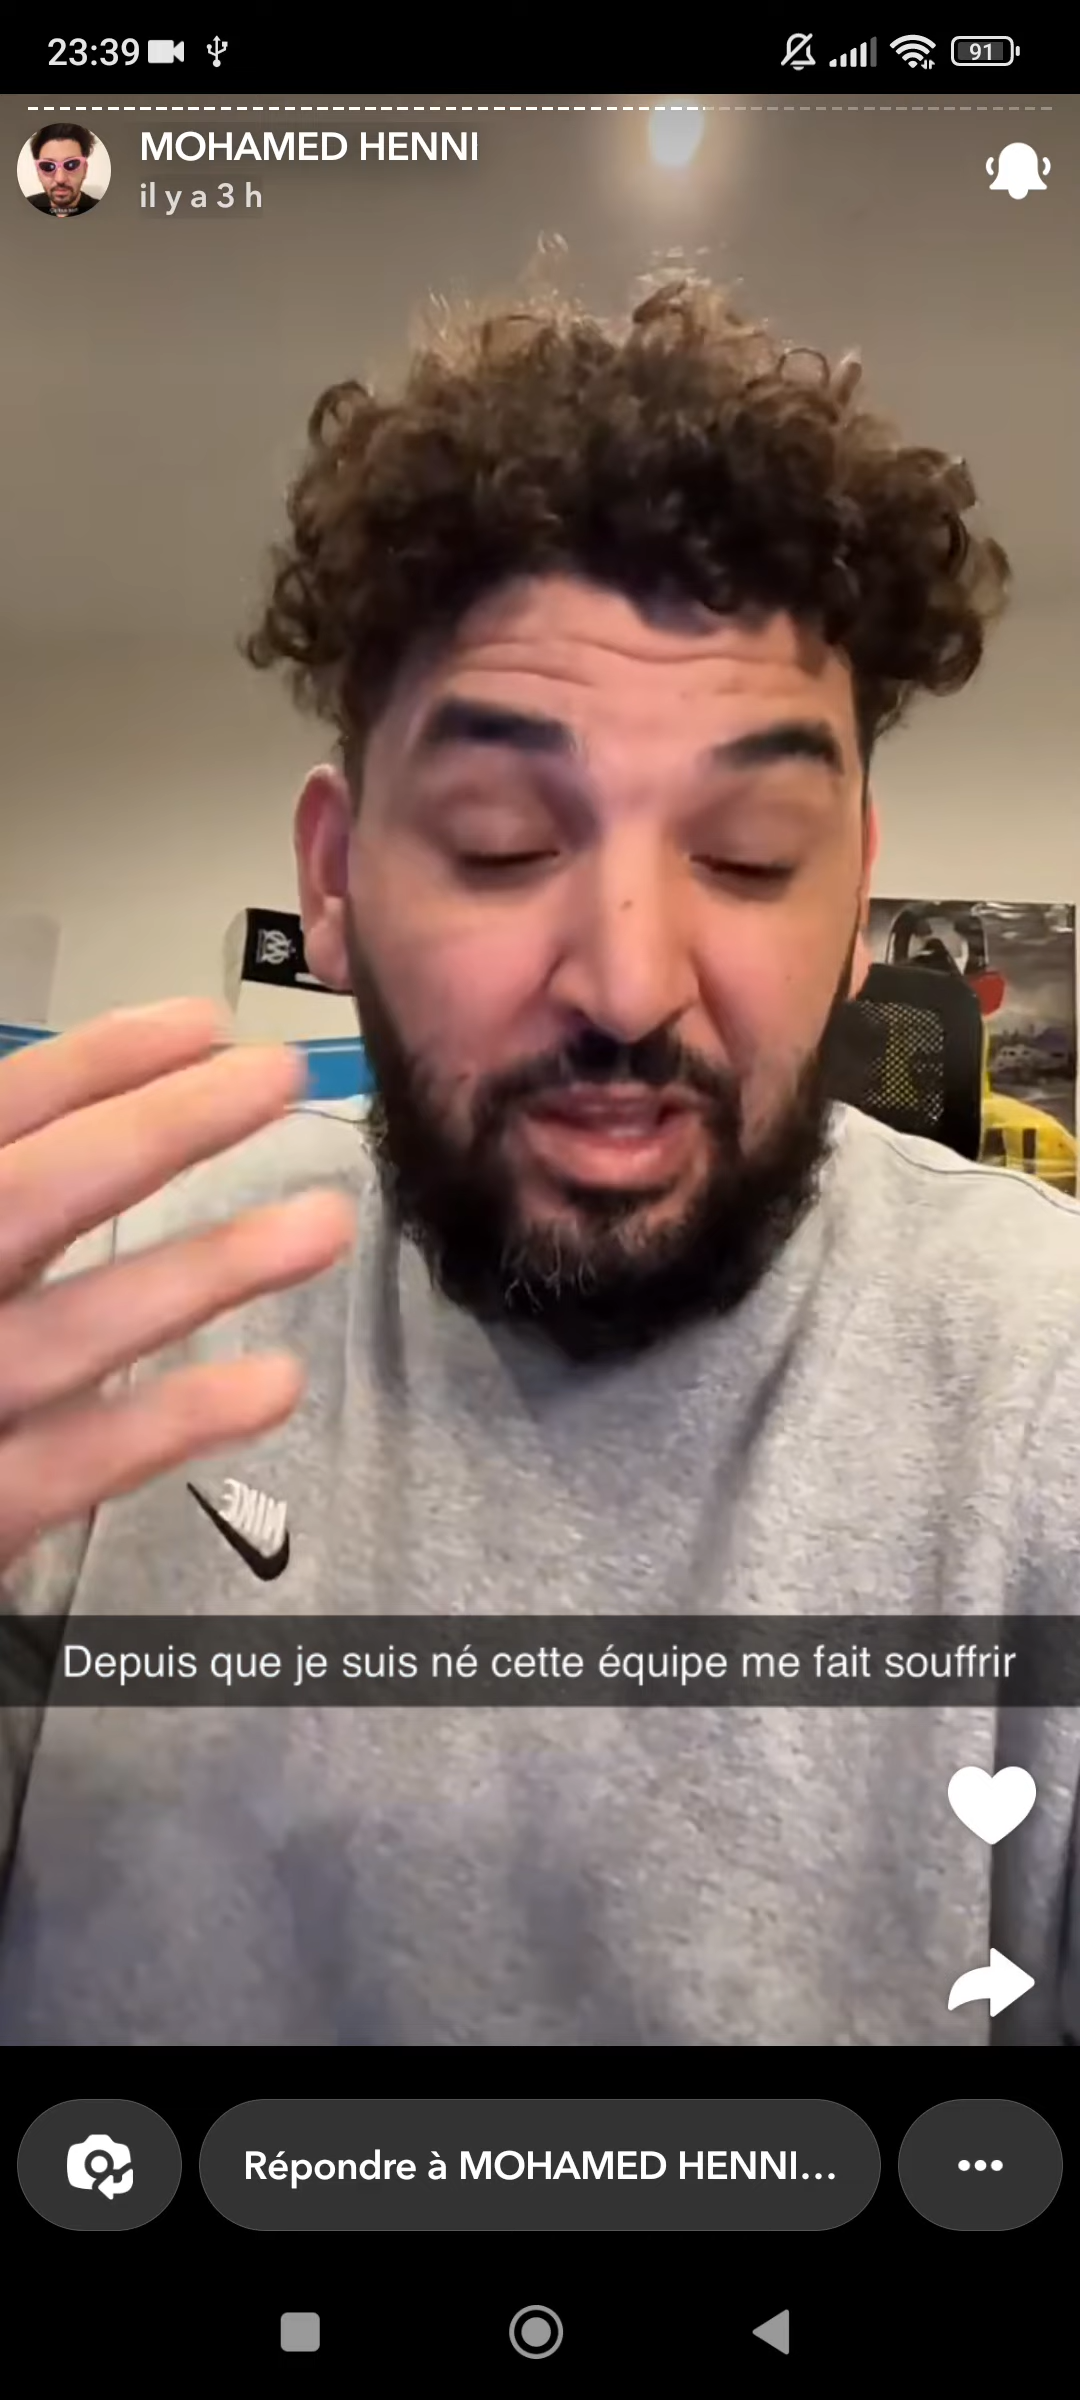 23:39
91
MOHAMED HENNI
il y a 3 h
NIKE
Depuis que je suis né cette équipe me fait souffrir
Répondre à MOHAMED HENNI...